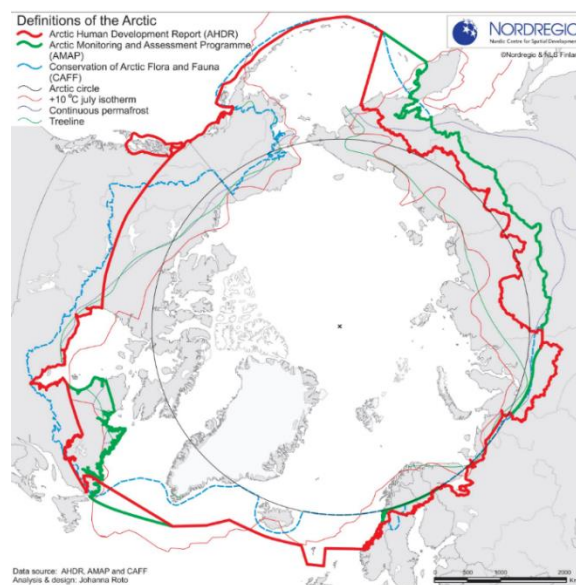 Definitions of the Arctic
Arctic Human Development Report (AHDR)
Arctic Monitoring and Assessment Programme
(AMAP)
Conservation of Arctic Flora and Fauna
(CAFF)
Arctic circle
+10 °C july isotherm
Continuous permafrost
Treeline
NORDREGIO
Nordic Centre for Spatial Development
©Nordregio & NLS Finlan
Data source: AHDR, AMAP and CAFF
Analysis & design: Johanna Roto
0 500 1000 2000